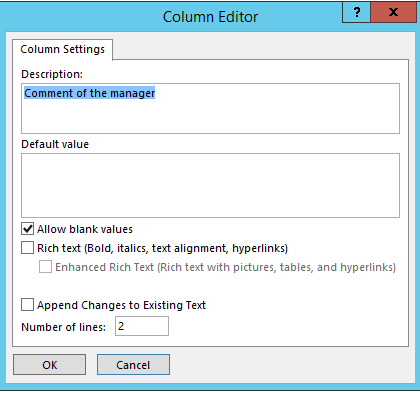 Column Editor
? x
Column Settings
Description:
Comment of the manager
Default value
Allow blank values
Rich text (Bold, italics, text alignment, hyperlinks)
Enhanced Rich Text (Rich text with pictures, tables, and hyperlinks)
Append Changes to Existing Text
Number of lines: 2
OK Cancel